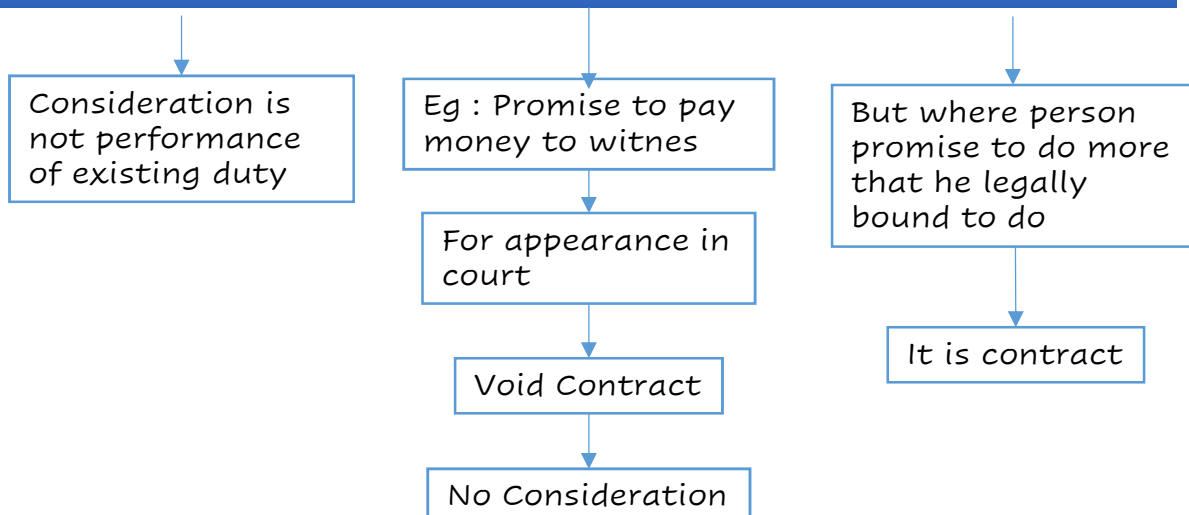 Consideration is
not performance
of existing duty
Eg : Promise to pay
money to witnes
For appearance in
court
Void Contract
No Consideration
But where person
promise to do more
that he legally
bound to do
It is contract